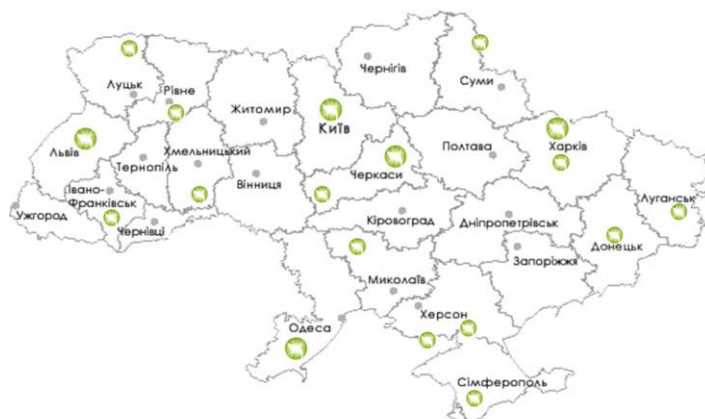 Чернігів
Суми
Луцьк
Рівне
Житомир
Київ
Львів
Тернопіль
Хмельницький
Вінниця
Черкаси
Полтава
Харків
Івано-
Франківськ
Ужгород
Чернівці
Кіровоград
Дніпропетрівськ
Луганськ
Донецьк
Запоріжжя
Миколаїв
Херсон
Одеса
Сімферополь